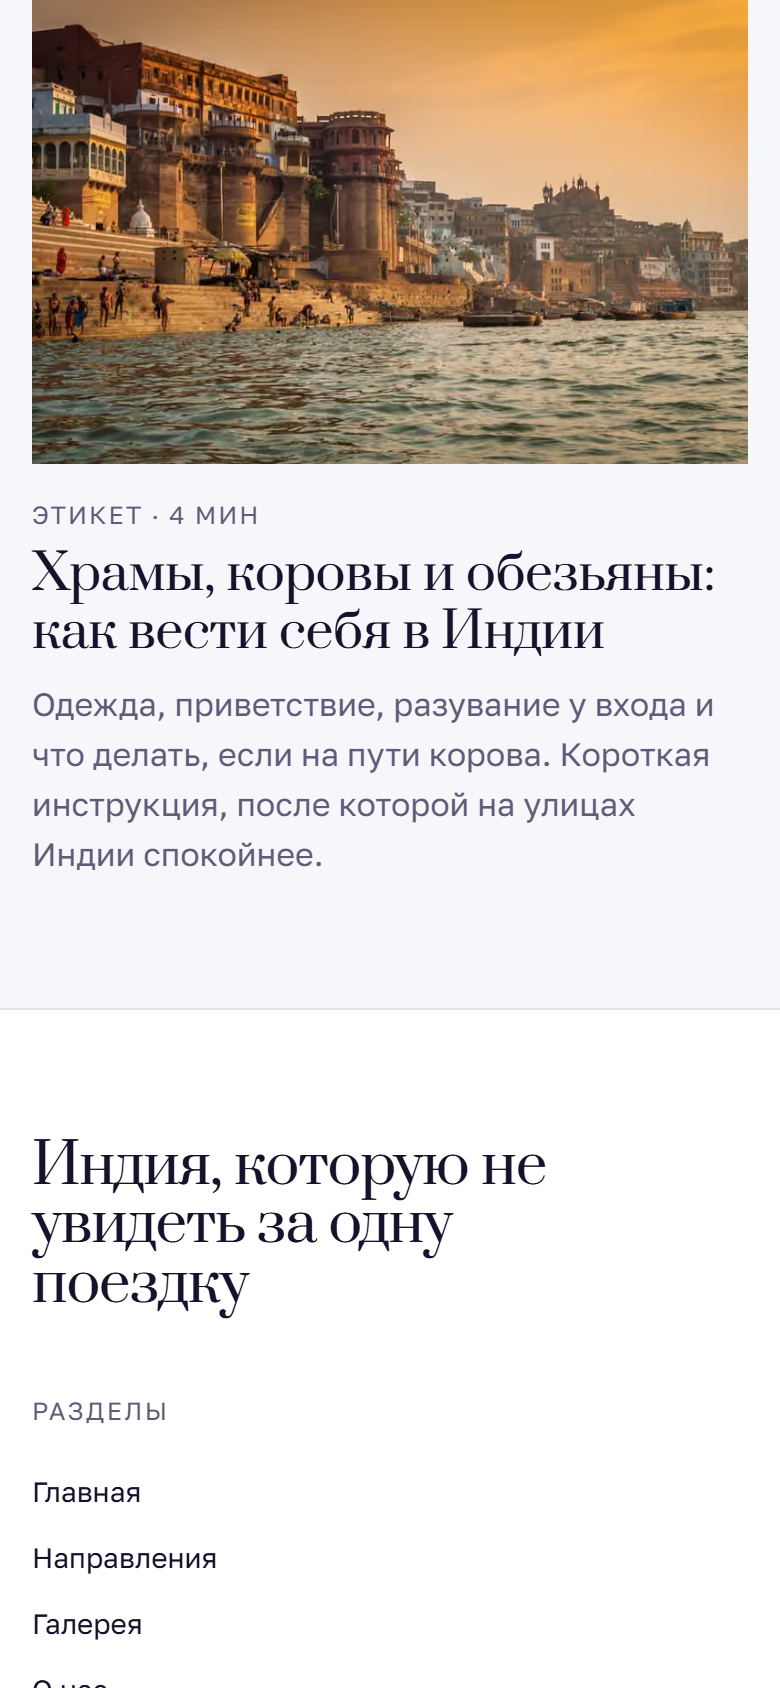 ЭТИКЕТ · 4 МИН
Храмы, коровы и обезьяны:
как вести себя в Индии
Одежда, приветствие, разувание у входа и
что делать, если на пути корова. Короткая
инструкция, после которой на улицах
Индии спокойнее.
Индия, которую не
увидеть за одну
поездку
РАЗДЕЛЫ
Главная
Направления
Галерея
О нас